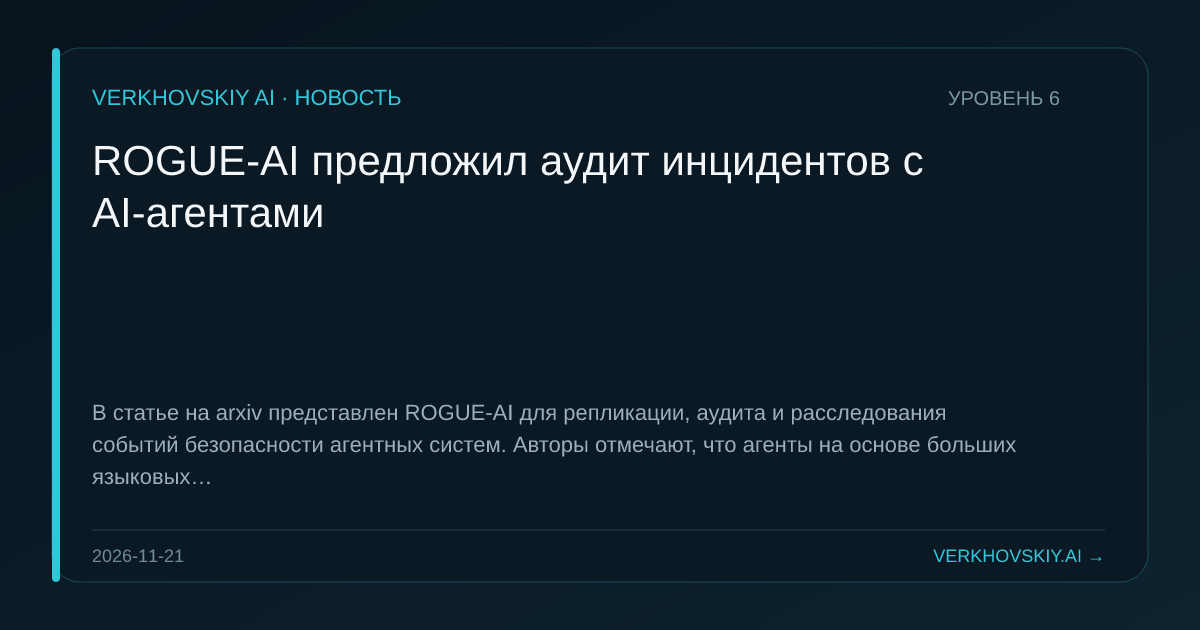 VERKHOVSKIY AI · НОВОСТЬ
УРОВЕНЬ 6
ROGUE-AI предложил аудит инцидентов с
AI-агентами
В статье на arxiv представлен ROGUE-AI для репликации, аудита и расследования
событий безопасности агентных систем. Авторы отмечают, что агенты на основе больших
языковых…
2026-11-21
VERKHOVSKIY.AI →